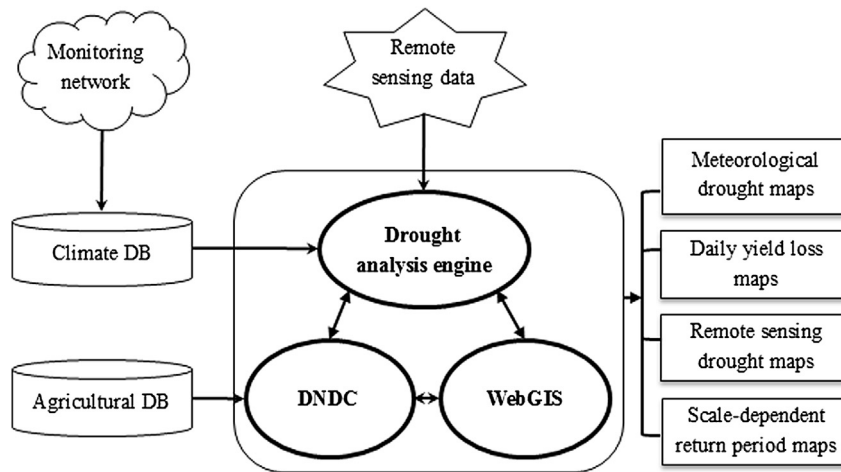 Monitoring
network
Remote
sensing data
Meteorological
drought maps
Climate DB
Drought
analysis engine
Daily yield loss
maps
Remote sensing
drought maps
Agricultural DB
DNDC
WebGIS
Scale-dependent
return period maps